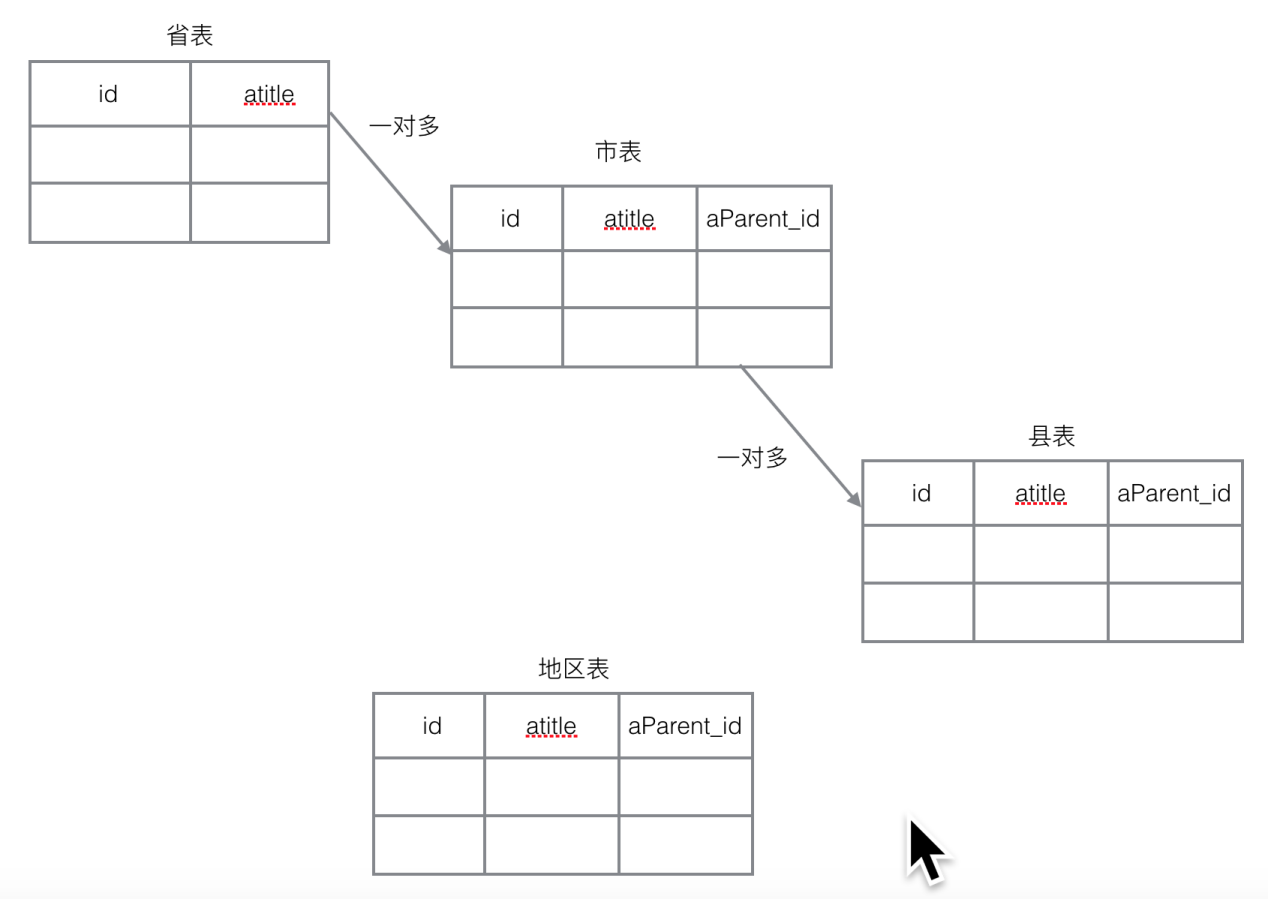 省表
id atitle
一对多
市表
id atitle aParent_id
一对多
县表
id atitle aParent_id
地区表
id atitle aParent_id